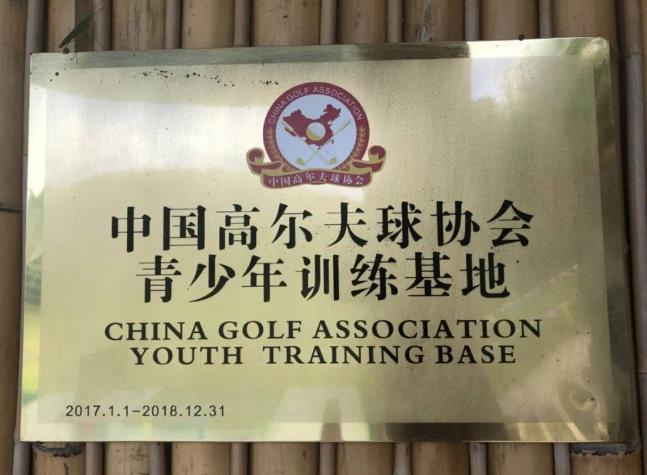 CHINA GOLF ASSOCIATION
中国高尔夫球协会
中国高尔夫球协会
青少年训练基地
CHINA GOLF ASSOCIATION
YOUTH TRAINING BASE
2017.1.1-2018.12.31